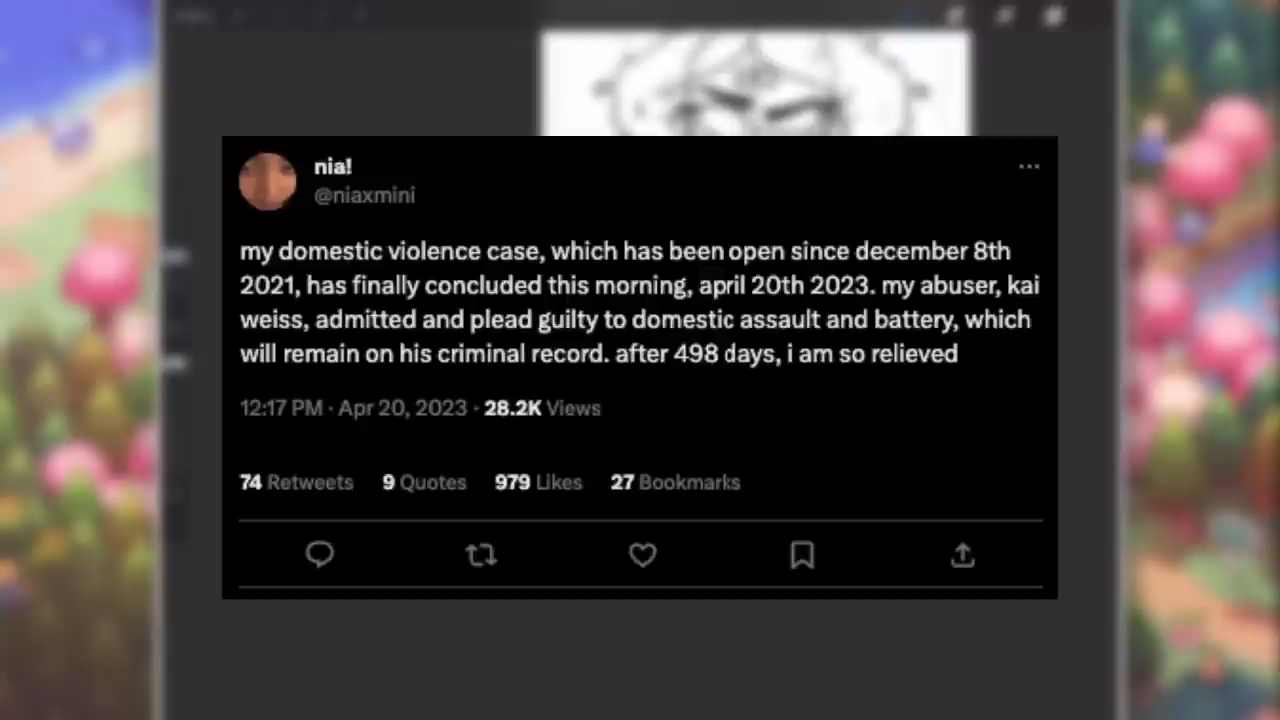 nia!
@niaxmini
my domestic violence case, which has been open since december 8th
2021, has finally concluded this morning, april 20th 2023. my abuser, kai
weiss, admitted and plead guilty to domestic assault and battery, which
will remain on his criminal record. after 498 days, i am so relieved
12:17 PM · Apr 20, 2023 · 28.2K Views
74 Retweets 9 Quotes 979 Likes 27 Bookmarks